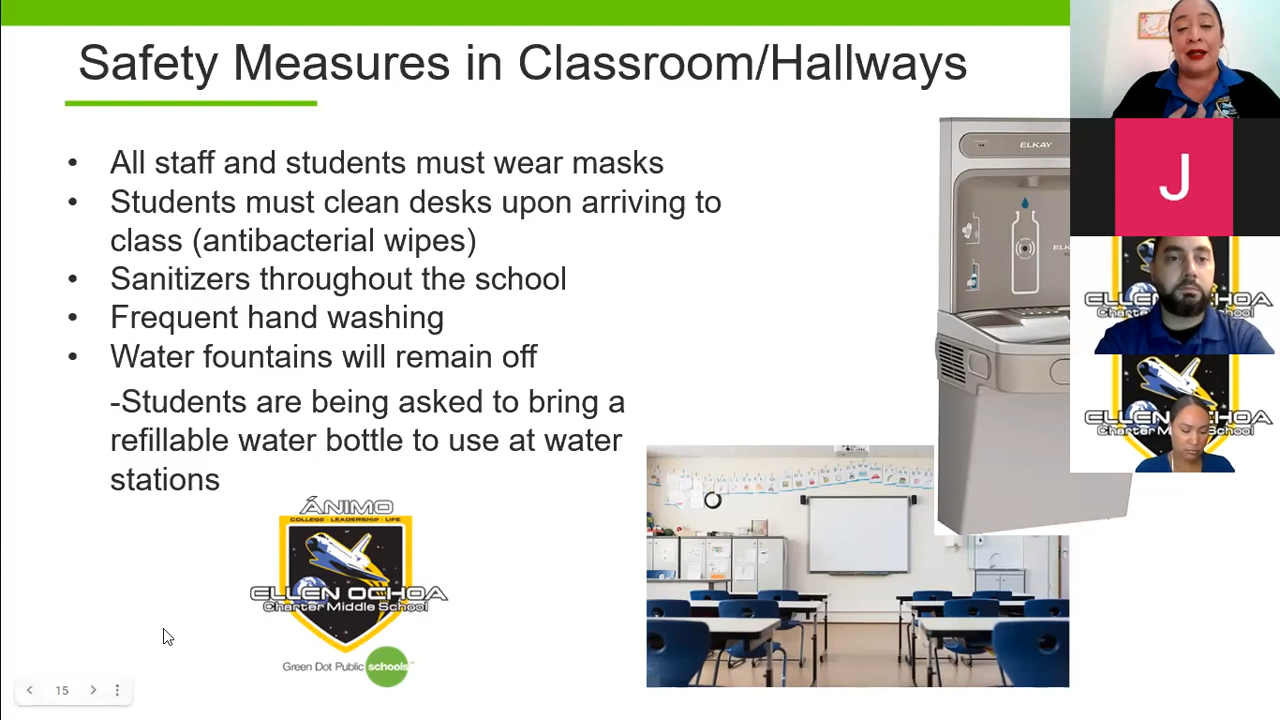 Safety Measures in Classroom/Hallways
• All staff and students must wear masks
• Students must clean desks upon arriving to
class (antibacterial wipes)
• Sanitizers throughout the school
• Frequent hand washing
• Water fountains will remain off
-Students are being asked to bring a
refillable water bottle to use at water
stations
ÁNIMO
COLLEGE · LEADERSHIP · LIFE
ELLEN OCHOA
Charter Middle School
Green Dot Public schools
15
ELKAY
J
ELLEN OCHOA
Charter Middle School
ELLEN OCHOA